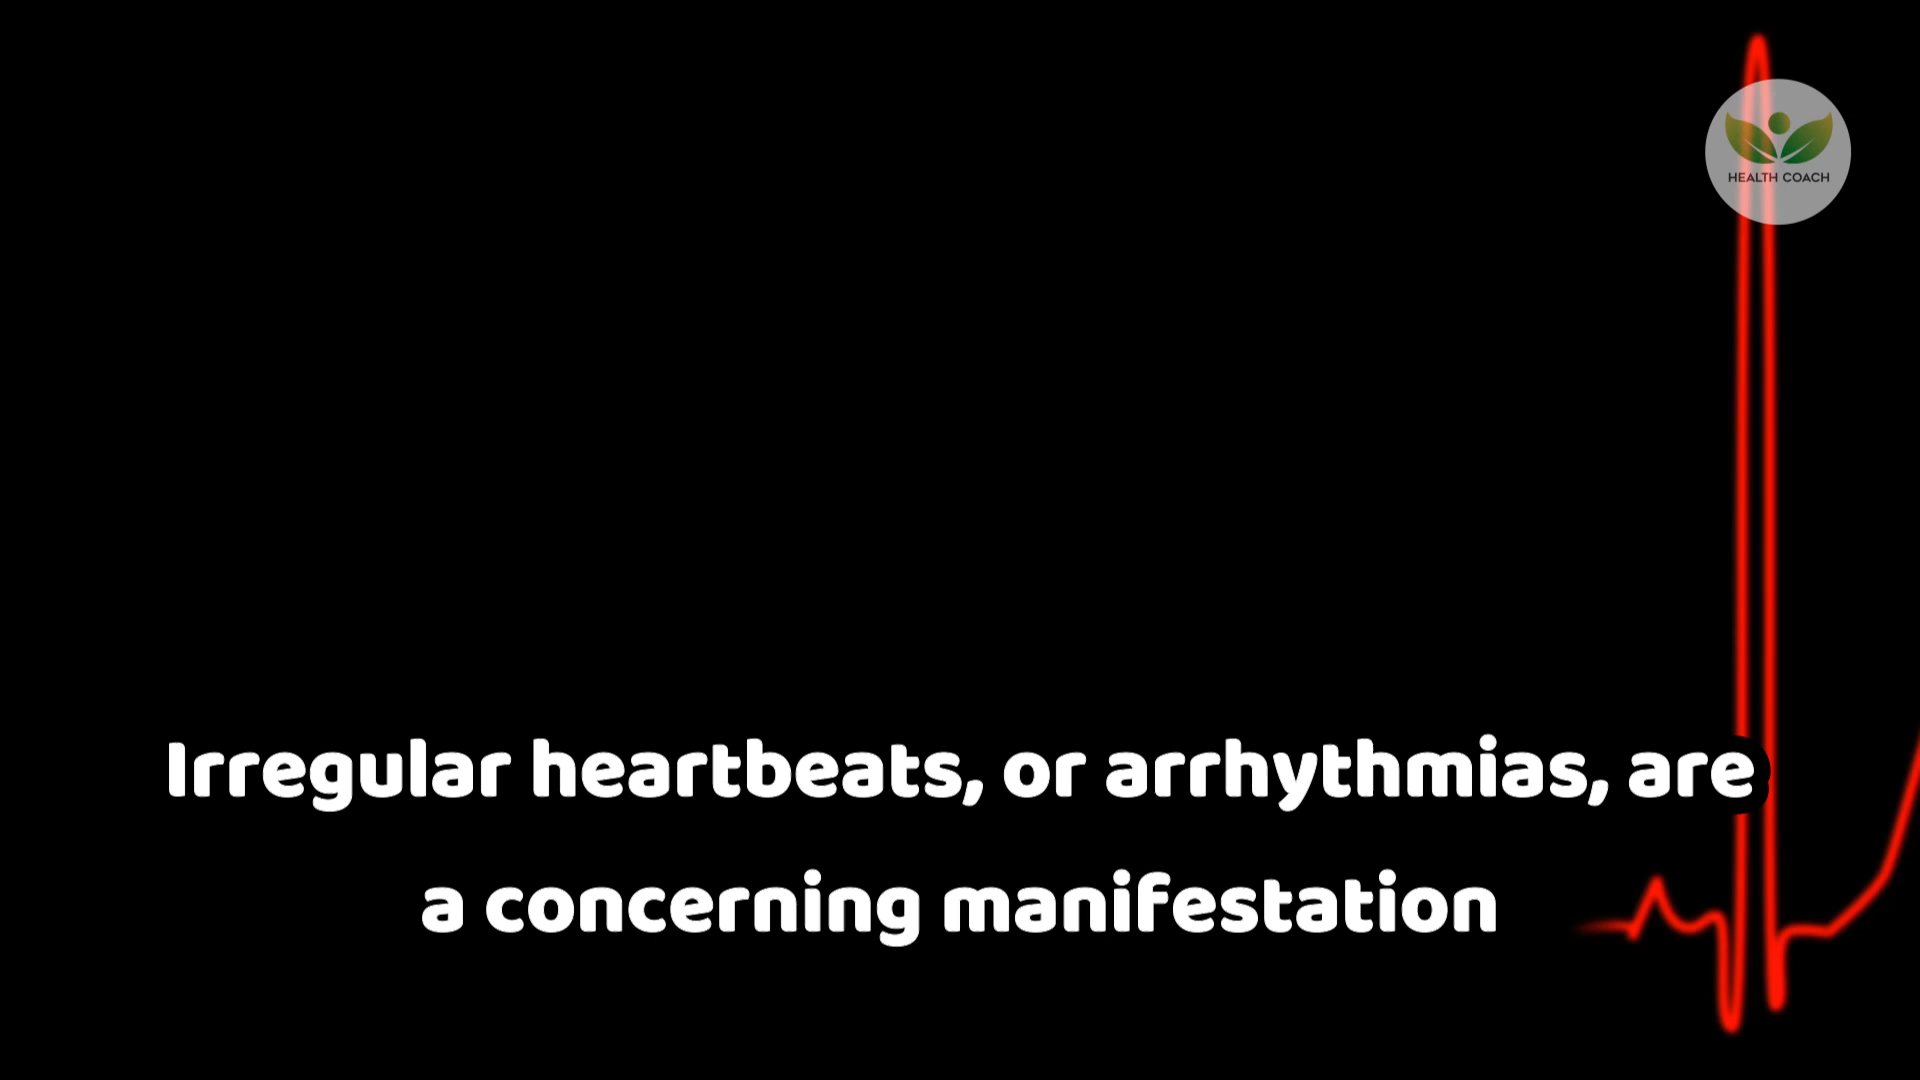 HEALTH COACH
Irregular heartbeats, or arrhythmias, are
a concerning manifestation